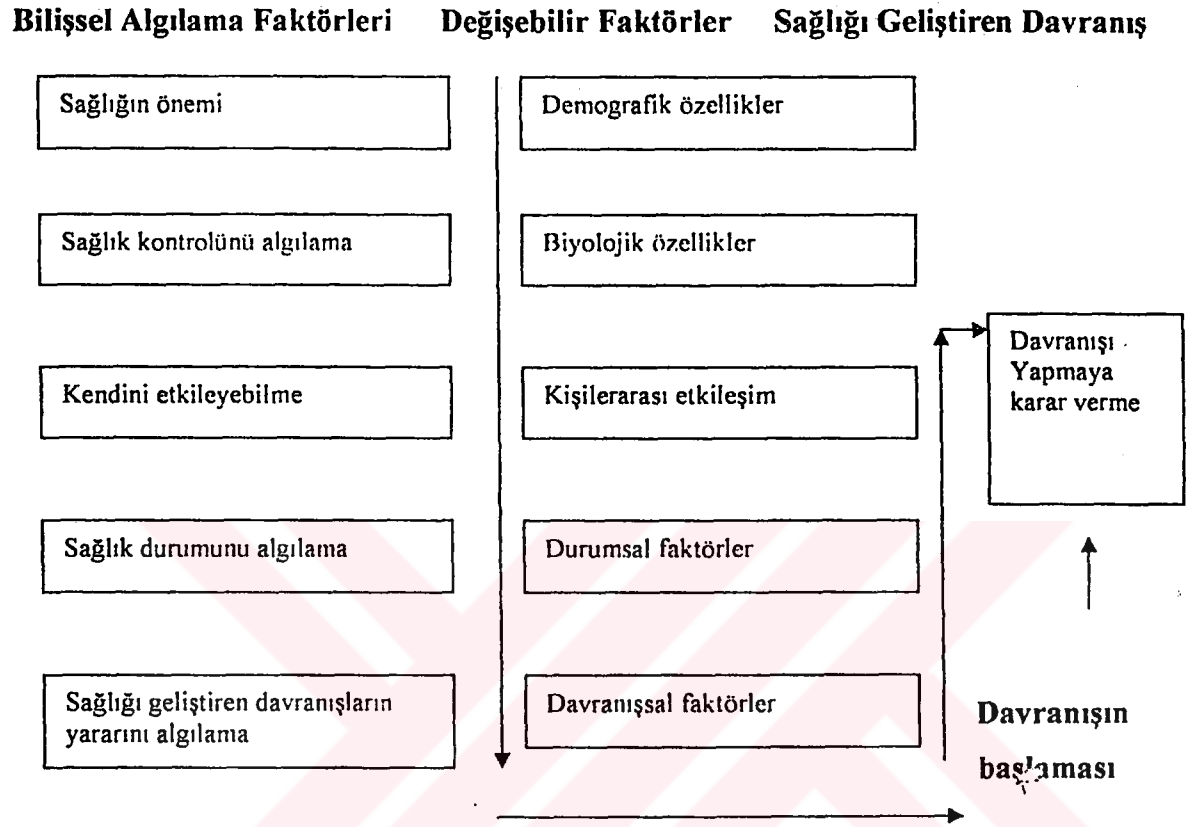 Bilişsel Algılama Faktörleri Değişebilir Faktörler Sağlığı Geliştiren Davranış
Sağlığın önemi
Demografik özellikler
Sağlık kontrolünü algılama
Biyolojik özellikler
Kendini etkileyebilme
Kişilerarası etkileşim
Davranışı
Yapmaya
karar verme
Sağlık durumunu algılama
Durumsal faktörler
Sağlığı geliştiren davranışların
yararını algılama
Davranışsal faktörler
Davranışın
başlaması